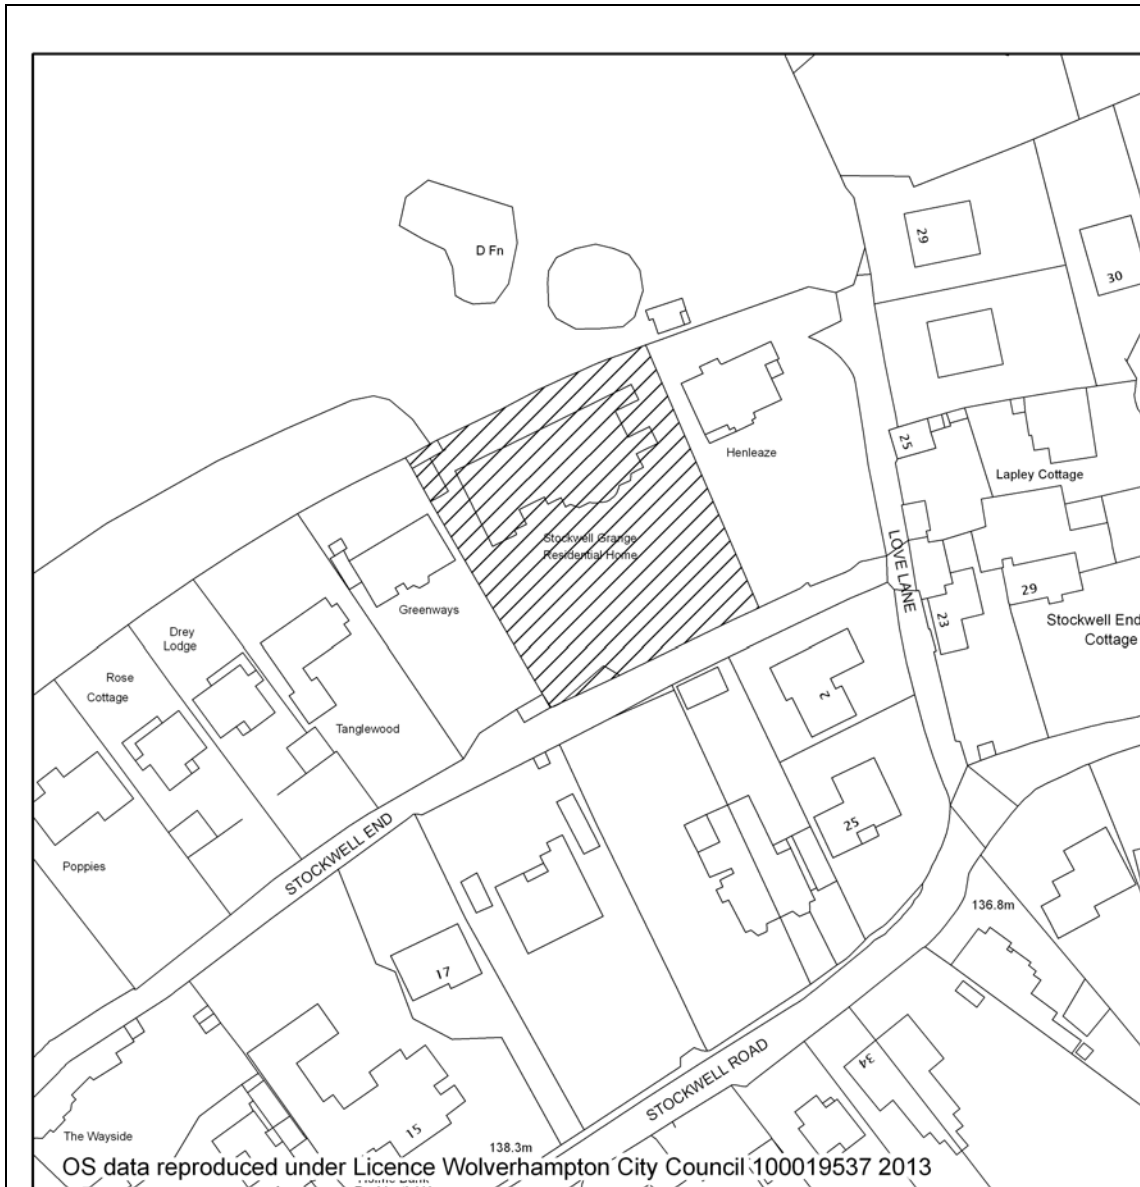 D Fn
29
30
25
Henleaze
Lapley Cottage
Stockwell Grange
Residential Home
LOVE LANE
29
Greenways
23
Stockwell End
Cottage
Drey
Lodge
Rose
Cottage
2
Tanglewood
STOCKWELL END
25
Poppies
136.8m
17
STOCKWELL ROAD
34
15
The Wayside
138.3m
OS data reproduced under Licence Wolverhampton City Council 100019537 2013